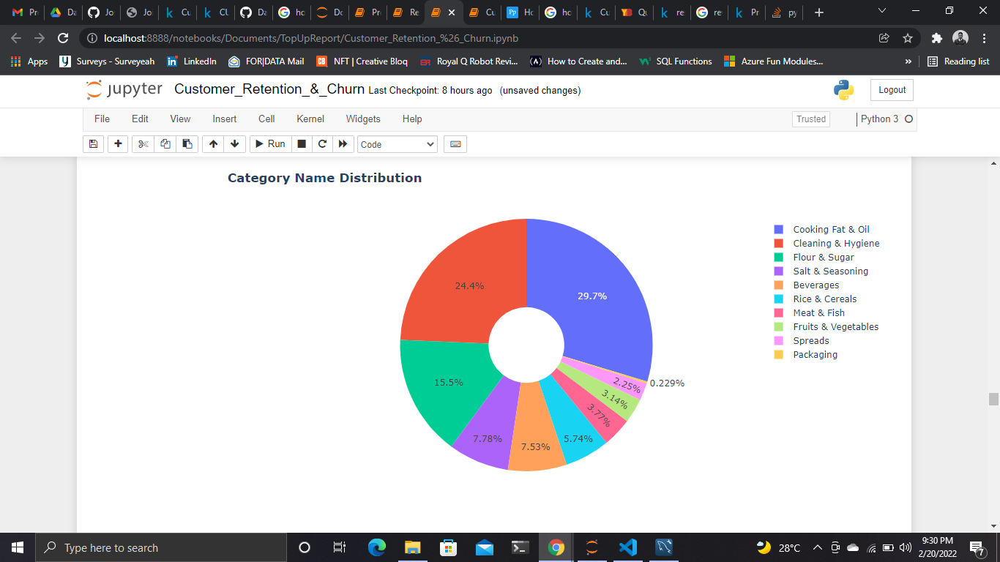 Pr
Da
Jo
Jo
Cu
Cu
Da
ho
Do
Pr
Re
Cu
Pp
Ho
ho
Cu
Qu
re
re
Pr
py
localhost:8888/notebooks/Documents/TopUpReport/Customer_Retention_%26_Churn.ipynb
Apps Surveys - Surveyeah LinkedIn FOR|DATA Mail NFT | Creative Bloq Royal Q Robot Revi... How to Create and... SQL Functions Azure Fun Modules... » Reading list
jupyter Customer_Retention_&_Churn Last Checkpoint: 8 hours ago (unsaved changes) Logout
File Edit View Insert Cell Kernel Widgets Help Trusted Python 3
Run Code
Category Name Distribution
29.7%
24.4%
15.5%
7.78%
7.53%
5.74%
3.77%
3.14%
2.25%
0.229%
Cooking Fat & Oil
Cleaning & Hygiene
Flour & Sugar
Salt & Seasoning
Beverages
Rice & Cereals
Meat & Fish
Fruits & Vegetables
Spreads
Packaging
Type here to search
28°C
9:30 PM
2/20/2022
7